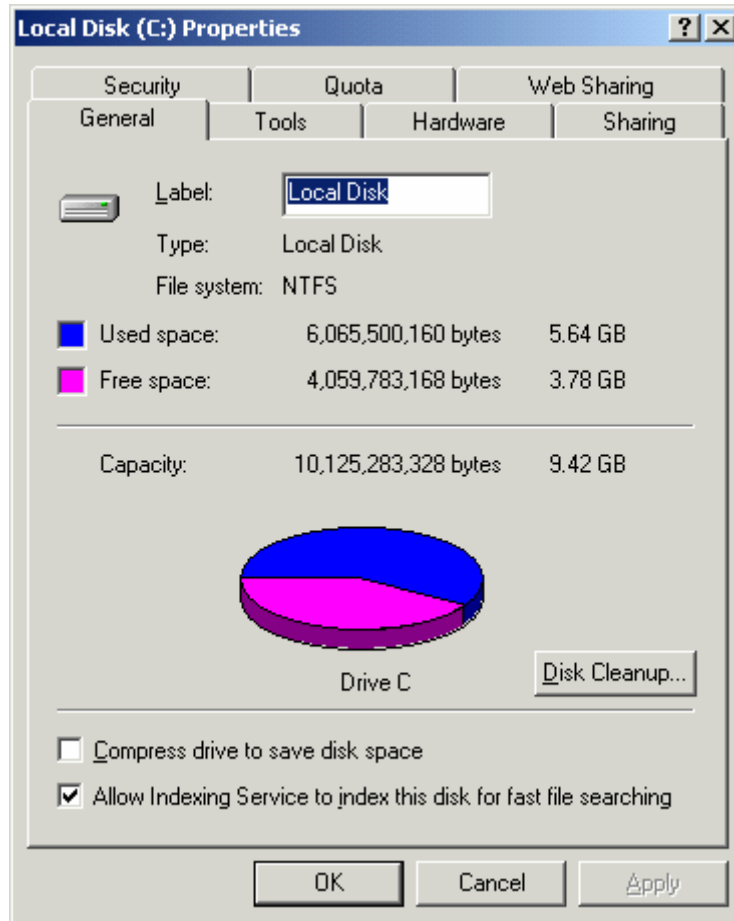 Local Disk (C:) Properties ? ×
Security Quota Web Sharing
General Tools Hardware Sharing
Label: Local Disk
Type: Local Disk
File system: NTFS
Used space: 6,065,500,160 bytes 5.64 GB
Free space: 4,059,783,168 bytes 3.78 GB
Capacity: 10,125,283,328 bytes 9.42 GB
Drive C
Disk Cleanup...
Compress drive to save disk space
Allow Indexing Service to index this disk for fast file searching
OK Cancel Apply